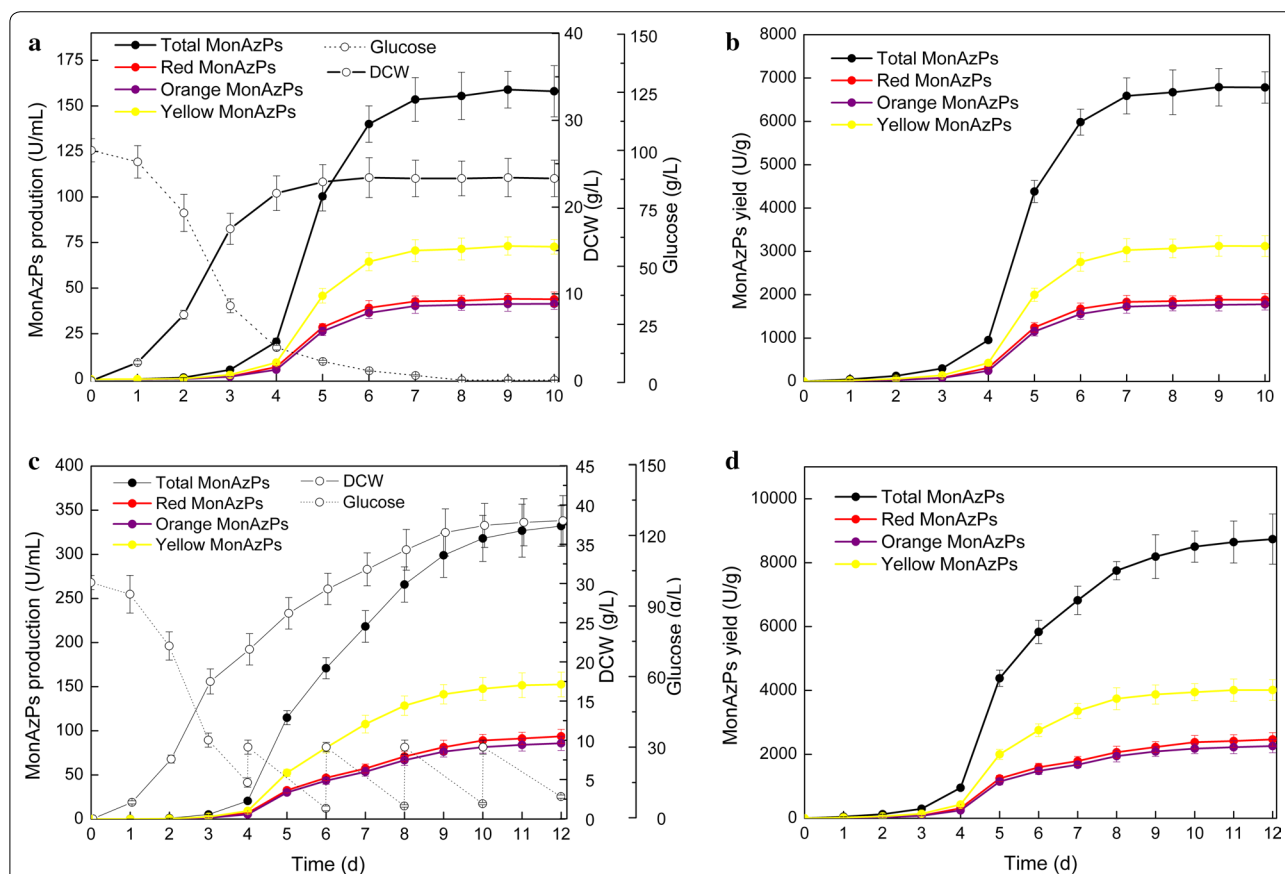 a
Total MonAzPs
Red MonAzPs
Orange MonAzPs
Yellow MonAzPs
Glucose
DCW
MonAzPs prodution (U/mL)
175
150
125
100
75
50
25
0
0 1 2 3 4 5 6 7 8 9 10
40
30
20
10
0
DCW (g/L)
150
125
100
75
50
25
0
Glucose (g/L)
b
Total MonAzPs
Red MonAzPs
Orange MonAzPs
Yellow MonAzPs
MonAzPs yield (U/g)
8000
7000
6000
5000
4000
3000
2000
1000
0
0 1 2 3 4 5 6 7 8 9 10
c
Total MonAzPs
Red MonAzPs
Orange MonAzPs
Yellow MonAzPs
DCW
Glucose
MonAzPs production (U/mL)
400
350
300
250
200
150
100
50
0
0 1 2 3 4 5 6 7 8 9 10 11 12
Time (d)
45
40
35
30
25
20
15
10
5
0
DCW (g/L)
150
120
90
60
30
0
Glucose (g/L)
d
Total MonAzPs
Red MonAzPs
Orange MonAzPs
Yellow MonAzPs
MonAzPs yield (U/g)
10000
8000
6000
4000
2000
0
0 1 2 3 4 5 6 7 8 9 10 11 12
Time (d)